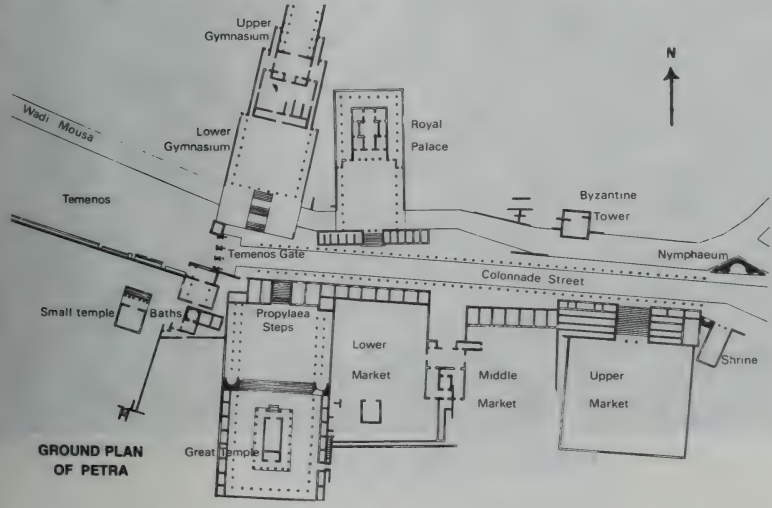 Upper
Gymnasium
N
Wadi Mousa
Lower
Gymnasium
Royal
Palace
Temenos
Byzantine
Tower
Temenos Gate
Nymphaeum
Colonnade Street
Small temple
Baths
Propylaea
Steps
Lower
Market
Middle
Market
Upper
Market
Shrine
Great Temple
GROUND PLAN
OF PETRA